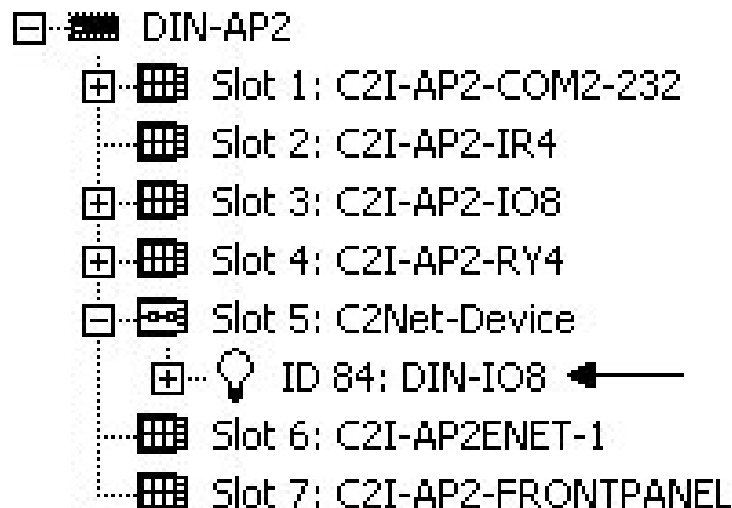 DIN-AP2
Slot 1: C2I-AP2-COM2-232
Slot 2: C2I-AP2-IR4
Slot 3: C2I-AP2-IO8
Slot 4: C2I-AP2-RY4
Slot 5: C2Net-Device
ID 84: DIN-IO8
Slot 6: C2I-AP2ENET-1
Slot 7: C2I-AP2-FRONTPANEL